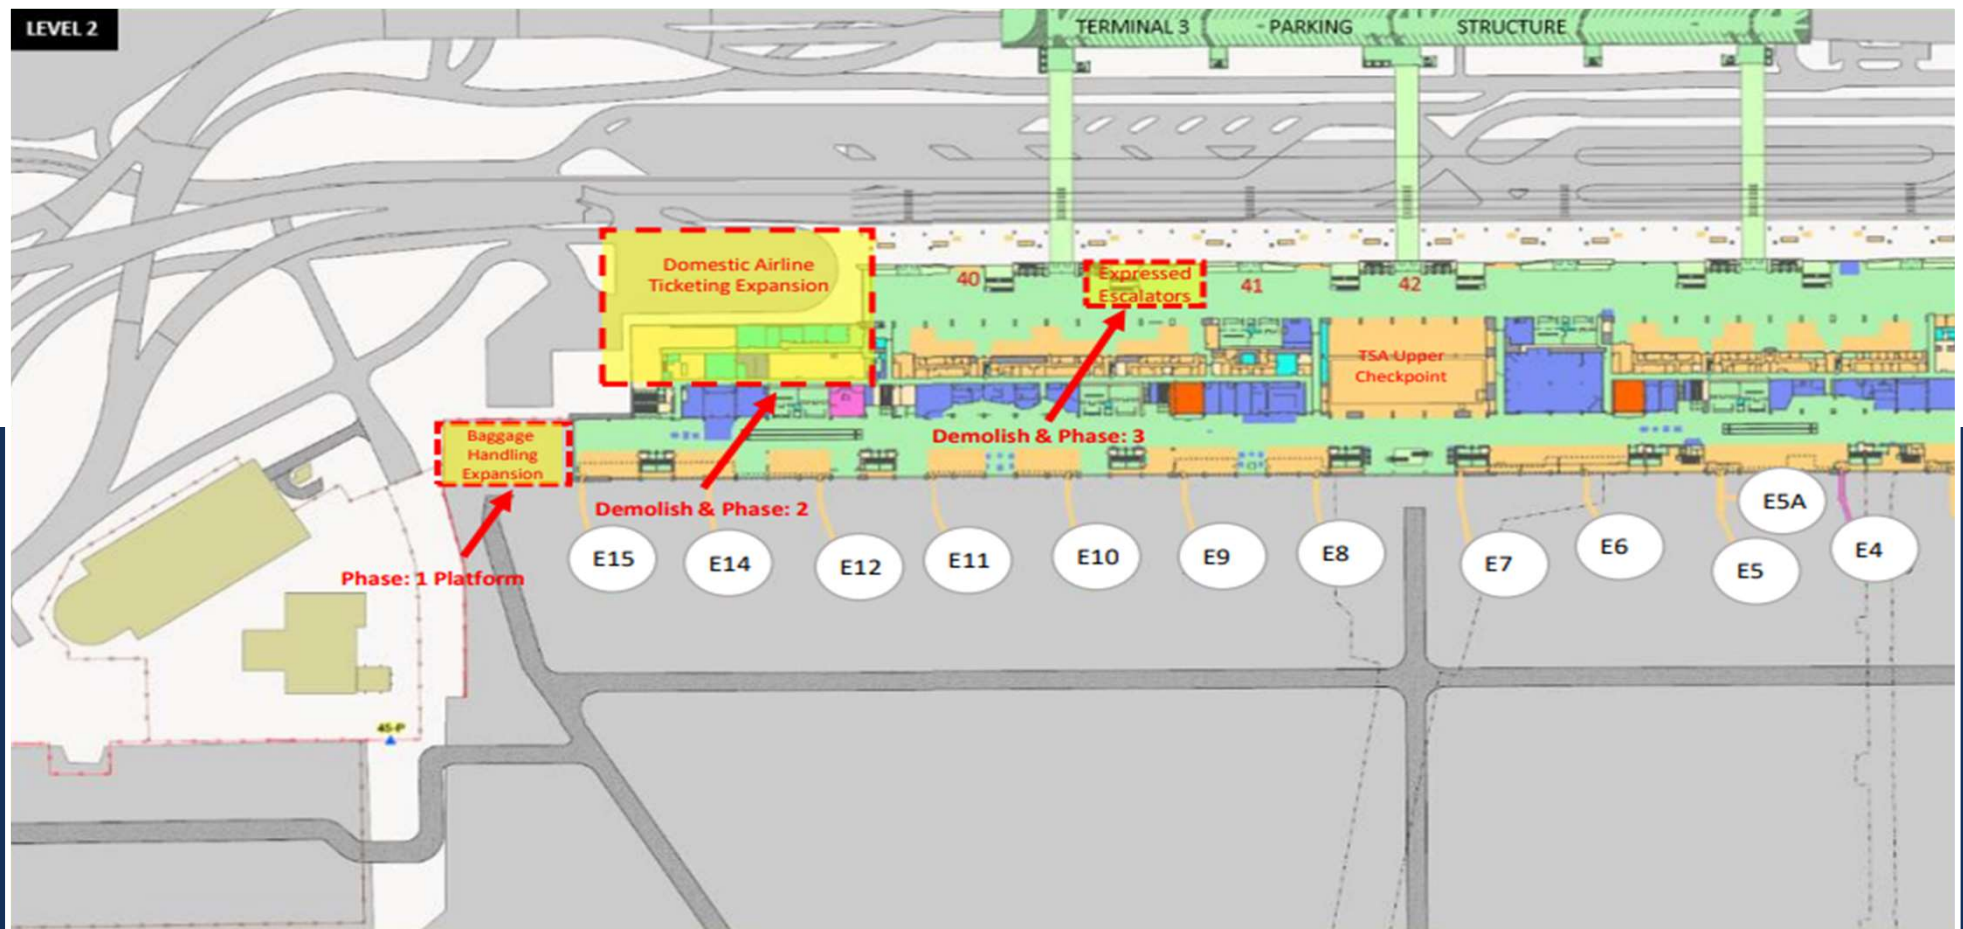 LEVEL 2
TERMINAL 3 - PARKING STRUCTURE
Domestic Airline
Ticketing Expansion
40
Expressed
Escalators
41
42
TSA Upper
Checkpoint
Baggage
Handling
Expansion
Demolish & Phase: 3
Demolish & Phase: 2
Phase: 1 Platform
E15
E14
E12
E11
E10
E9
E8
E7
E6
E5A
E5
E4
45-P